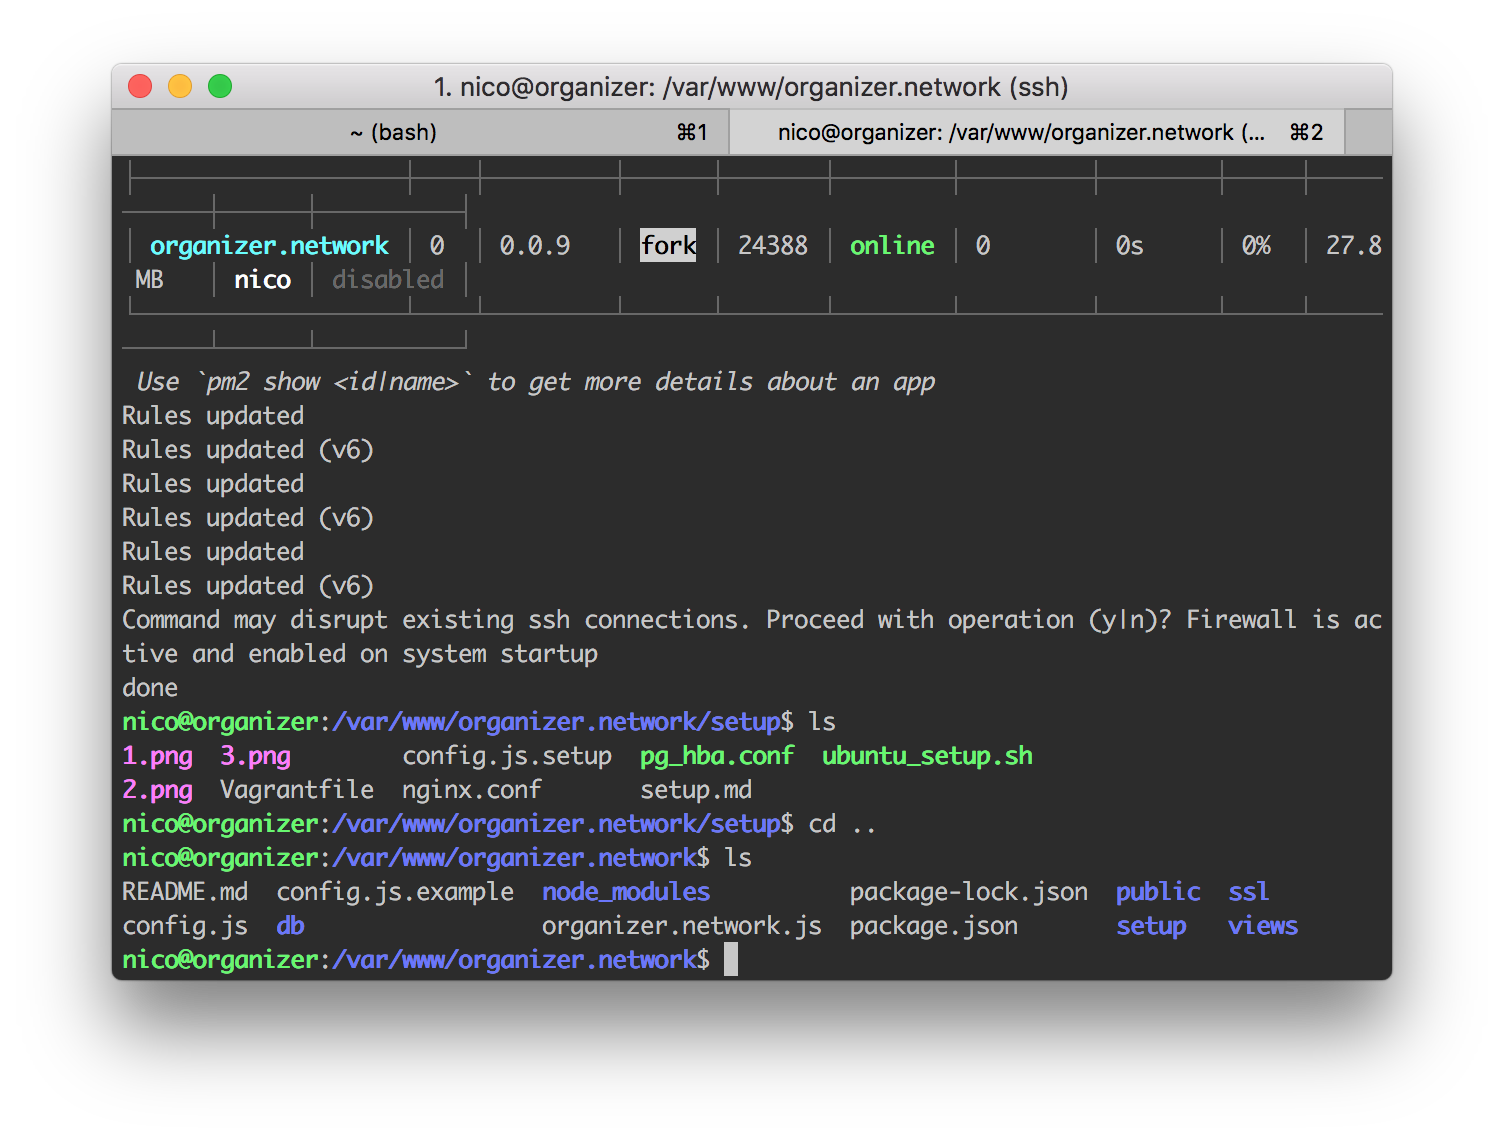 1. nico@organizer: /var/www/organizer.network (ssh)
~ (bash) ⌘1 nico@organizer: /var/www/organizer.network (... ⌘2
organizer.network 0 0.0.9 fork 24388 online 0 0s 0% 27.8
MB nico disabled
Use `pm2 show <id|name>` to get more details about an app
Rules updated
Rules updated (v6)
Rules updated
Rules updated (v6)
Rules updated
Rules updated (v6)
Command may disrupt existing ssh connections. Proceed with operation (y|n)? Firewall is ac
tive and enabled on system startup
done
nico@organizer:/var/www/organizer.network/setup$ ls
1.png 3.png config.js.setup pg_hba.conf ubuntu_setup.sh
2.png Vagrantfile nginx.conf setup.md
nico@organizer:/var/www/organizer.network/setup$ cd ..
nico@organizer:/var/www/organizer.network$ ls
README.md config.js.example node_modules package-lock.json public ssl
config.js db organizer.network.js package.json setup views
nico@organizer:/var/www/organizer.network$